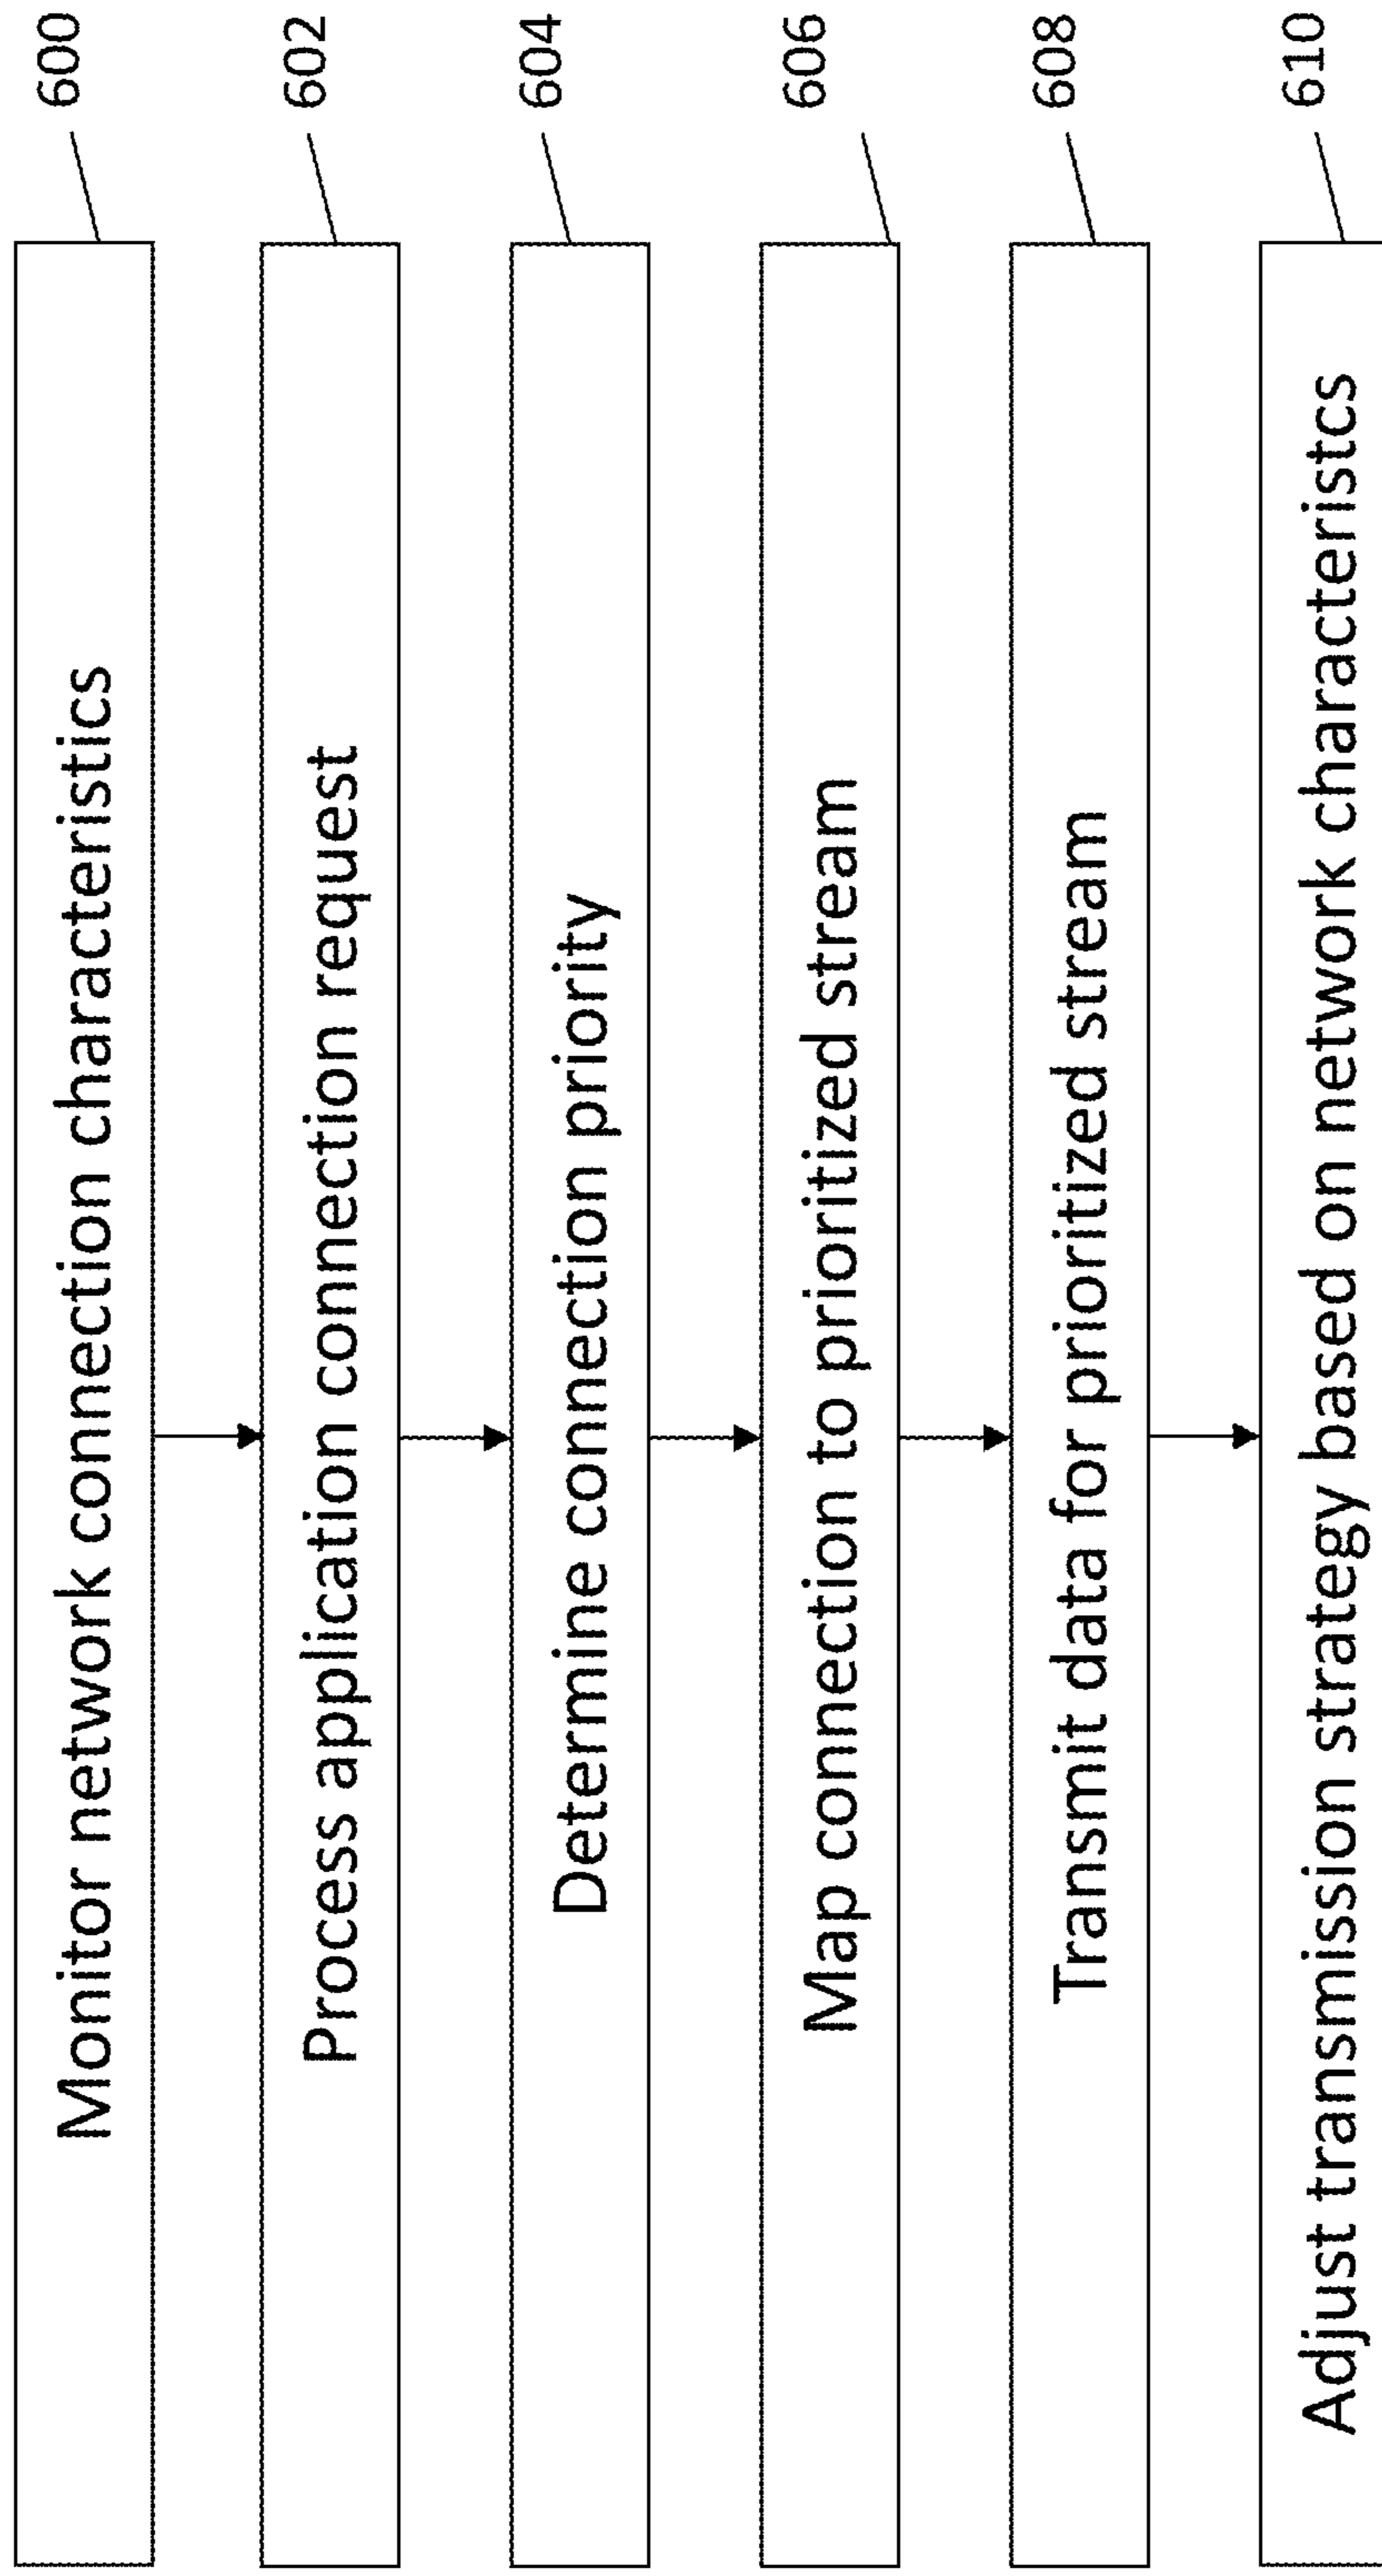 Monitor network connection characteristics
600
Process application connection request
602
Determine connection priority
604
Map connection to prioritized stream
606
Transmit data for prioritized stream
608
Adjust transmission strategy based on network characteristcs
610